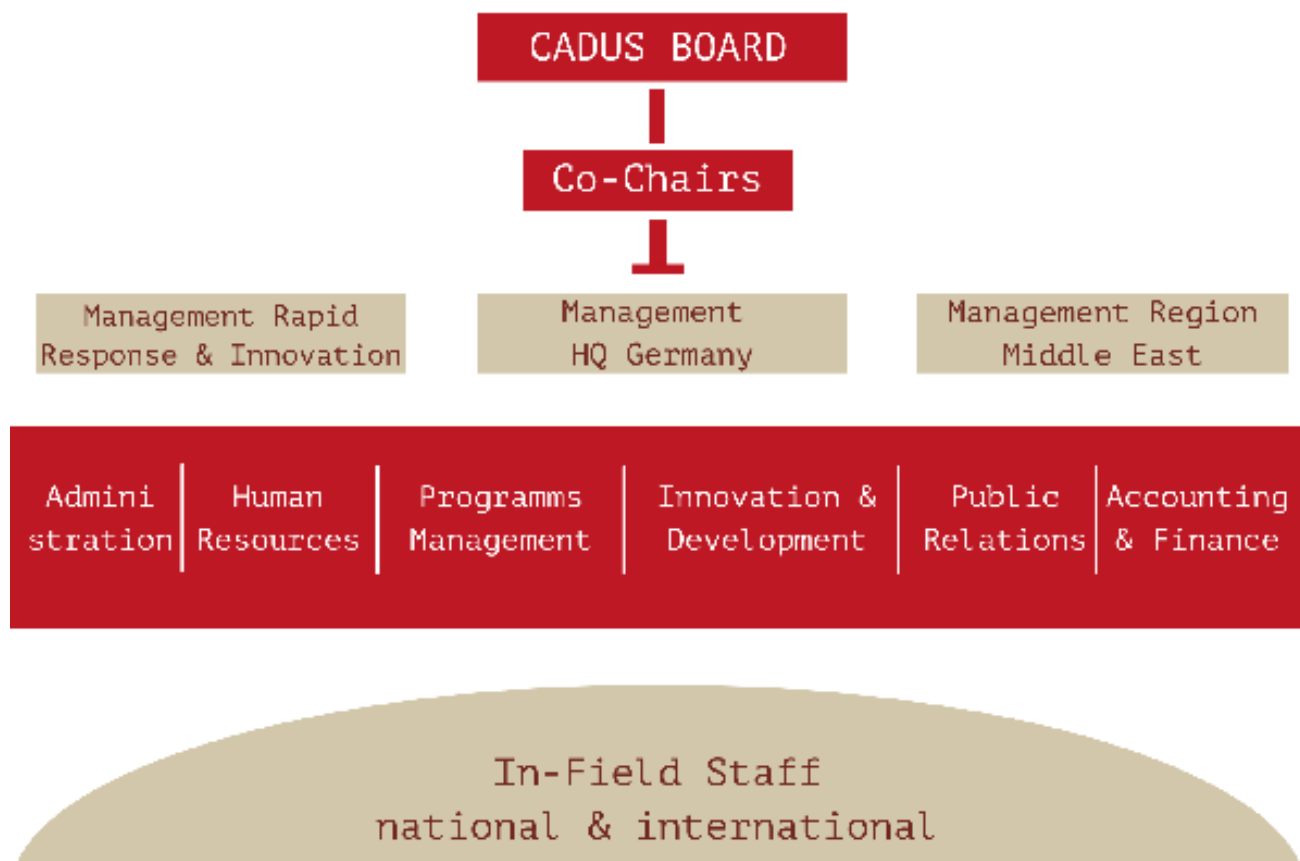 CADUS BOARD
Co-Chairs
Management Rapid
Response & Innovation
Management
HQ Germany
Management Region
Middle East
Admini
stration
Human
Resources
Programms
Management
Innovation &
Development
Public
Relations
Accounting
& Finance
In-Field Staff
national & international